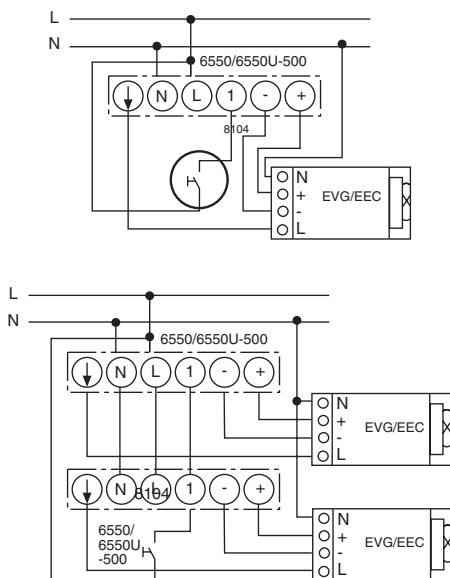 L
N
6550/6550U-500
N L 1 - +
8104
N
+ EVG/EEC
-
L
L
N
6550/6550U-500
N L 1 - +
N
+ EVG/EEC
-
L
N L 1 - +
8104
6550/
6550U
-500
N
+ EVG/EEC
-
L